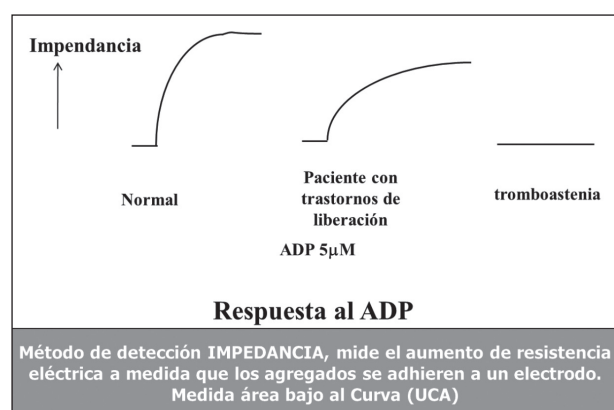 Impendancia
Normal
Paciente con
trastornos de
liberación
tromboastenia
ADP 5µM
Respuesta al ADP
Método de detección IMPEDANCIA, mide el aumento de resistencia
eléctrica a medida que los agregados se adhieren a un electrodo.
Medida área bajo al Curva (UCA)